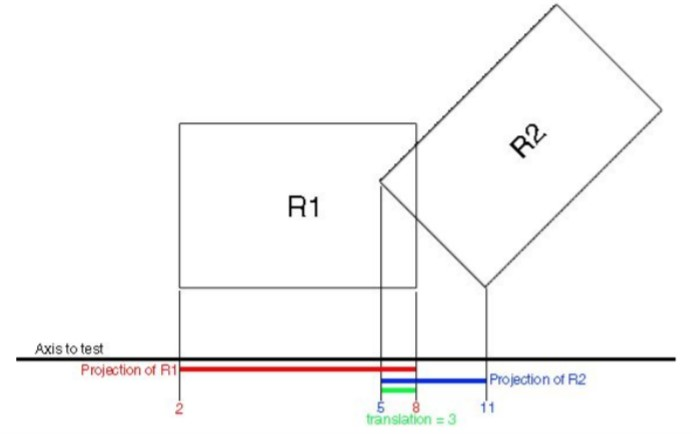 R2
R1
Axis to test
Projection of R1
Projection of R2
2 5 8 11
translation = 3